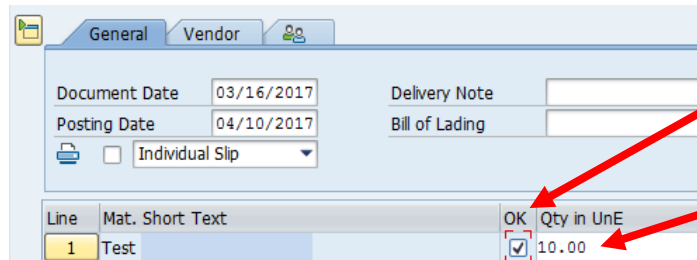 General Vendor
Document Date 03/16/2017 Delivery Note
Posting Date 04/10/2017 Bill of Lading
Individual Slip
Line Mat. Short Text OK Qty in UnE
1 Test 10.00